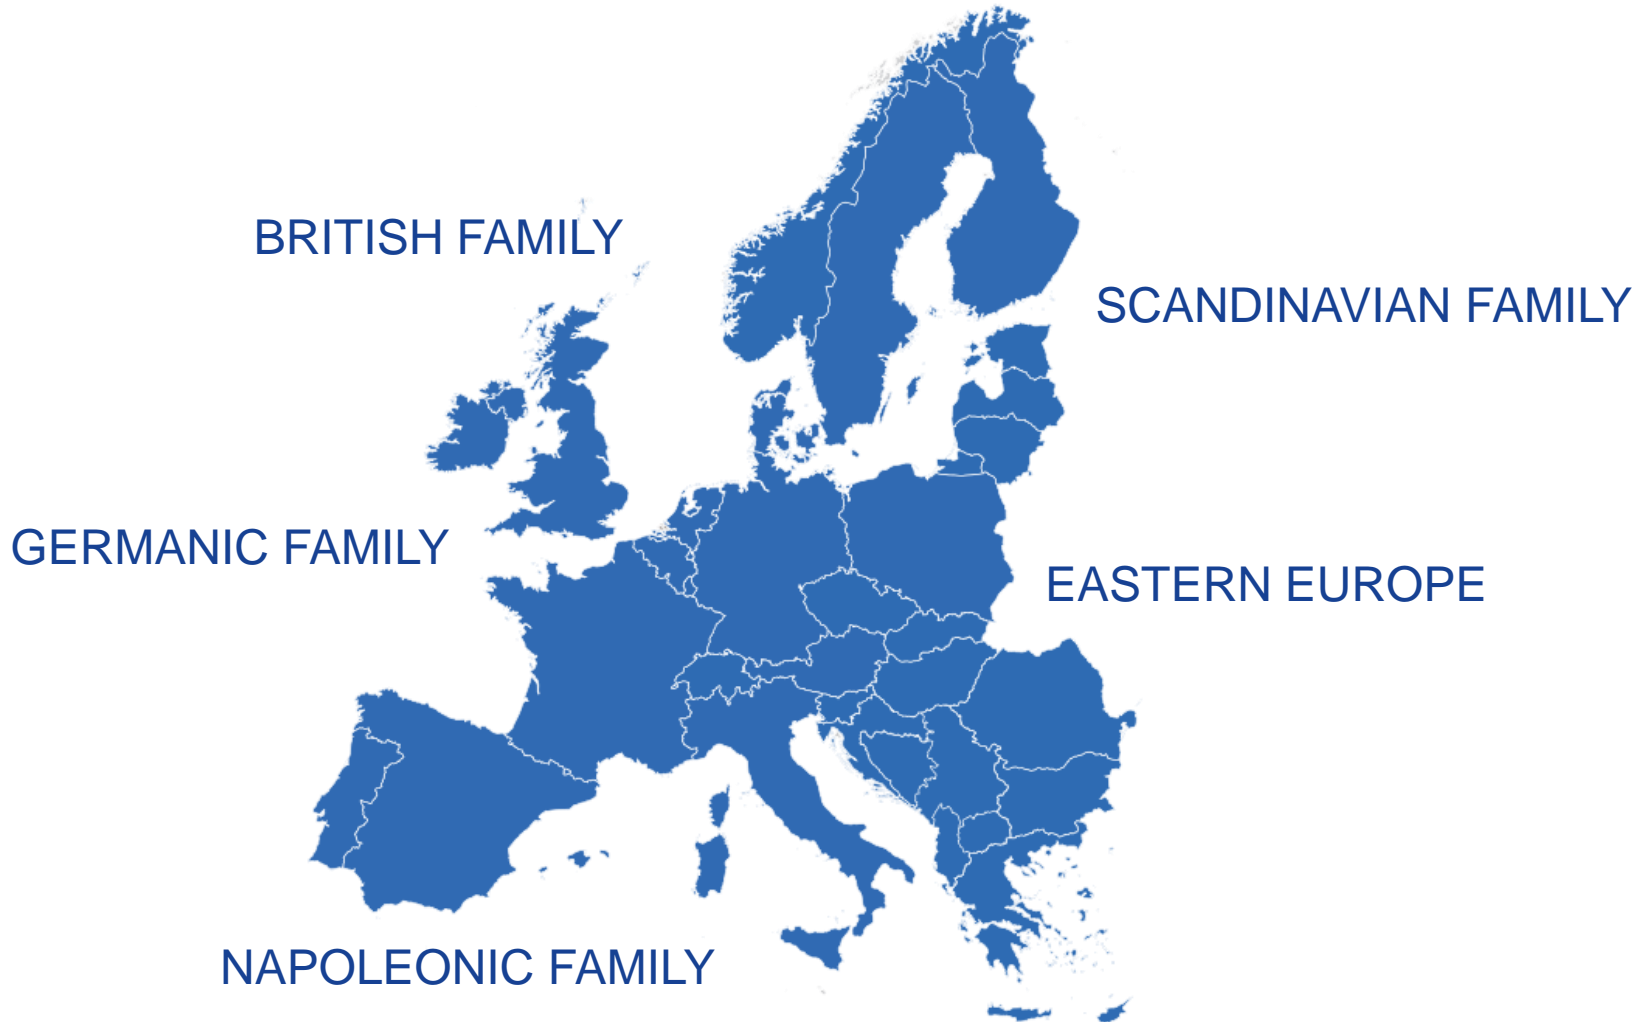 BRITISH FAMILY
SCANDINAVIAN FAMILY
GERMANIC FAMILY
EASTERN EUROPE
NAPOLEONIC FAMILY